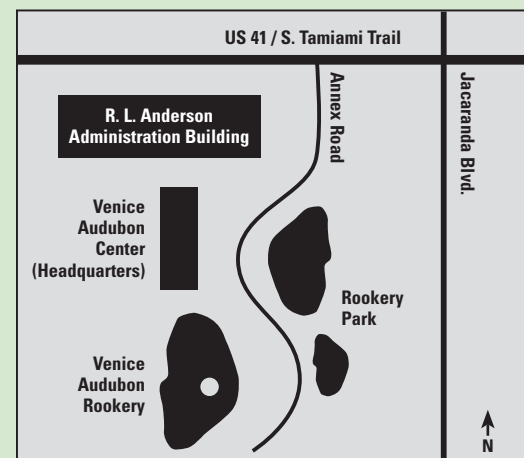 US 41 / S. Tamiami Trail
R. L. Anderson
Administration Building
Annex Road
Jacaranda Blvd.
Venice
Audubon
Center
(Headquarters)
Rookery
Park
Venice
Audubon
Rookery
N